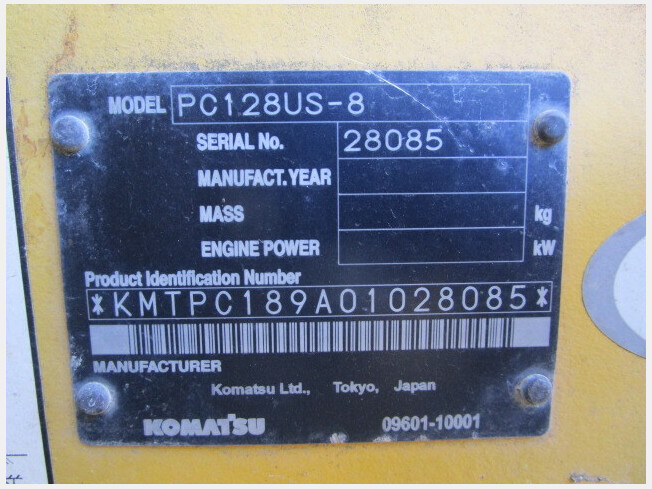 MODEL PC128US-8
SERIAL No. 28085
MANUFACT.YEAR
MASS kg
ENGINE POWER kW
Product Identification Number
*KMTPC189A01028085*
MANUFACTURER
Komatsu Ltd., Tokyo, Japan
KOMATSU 09601-10001